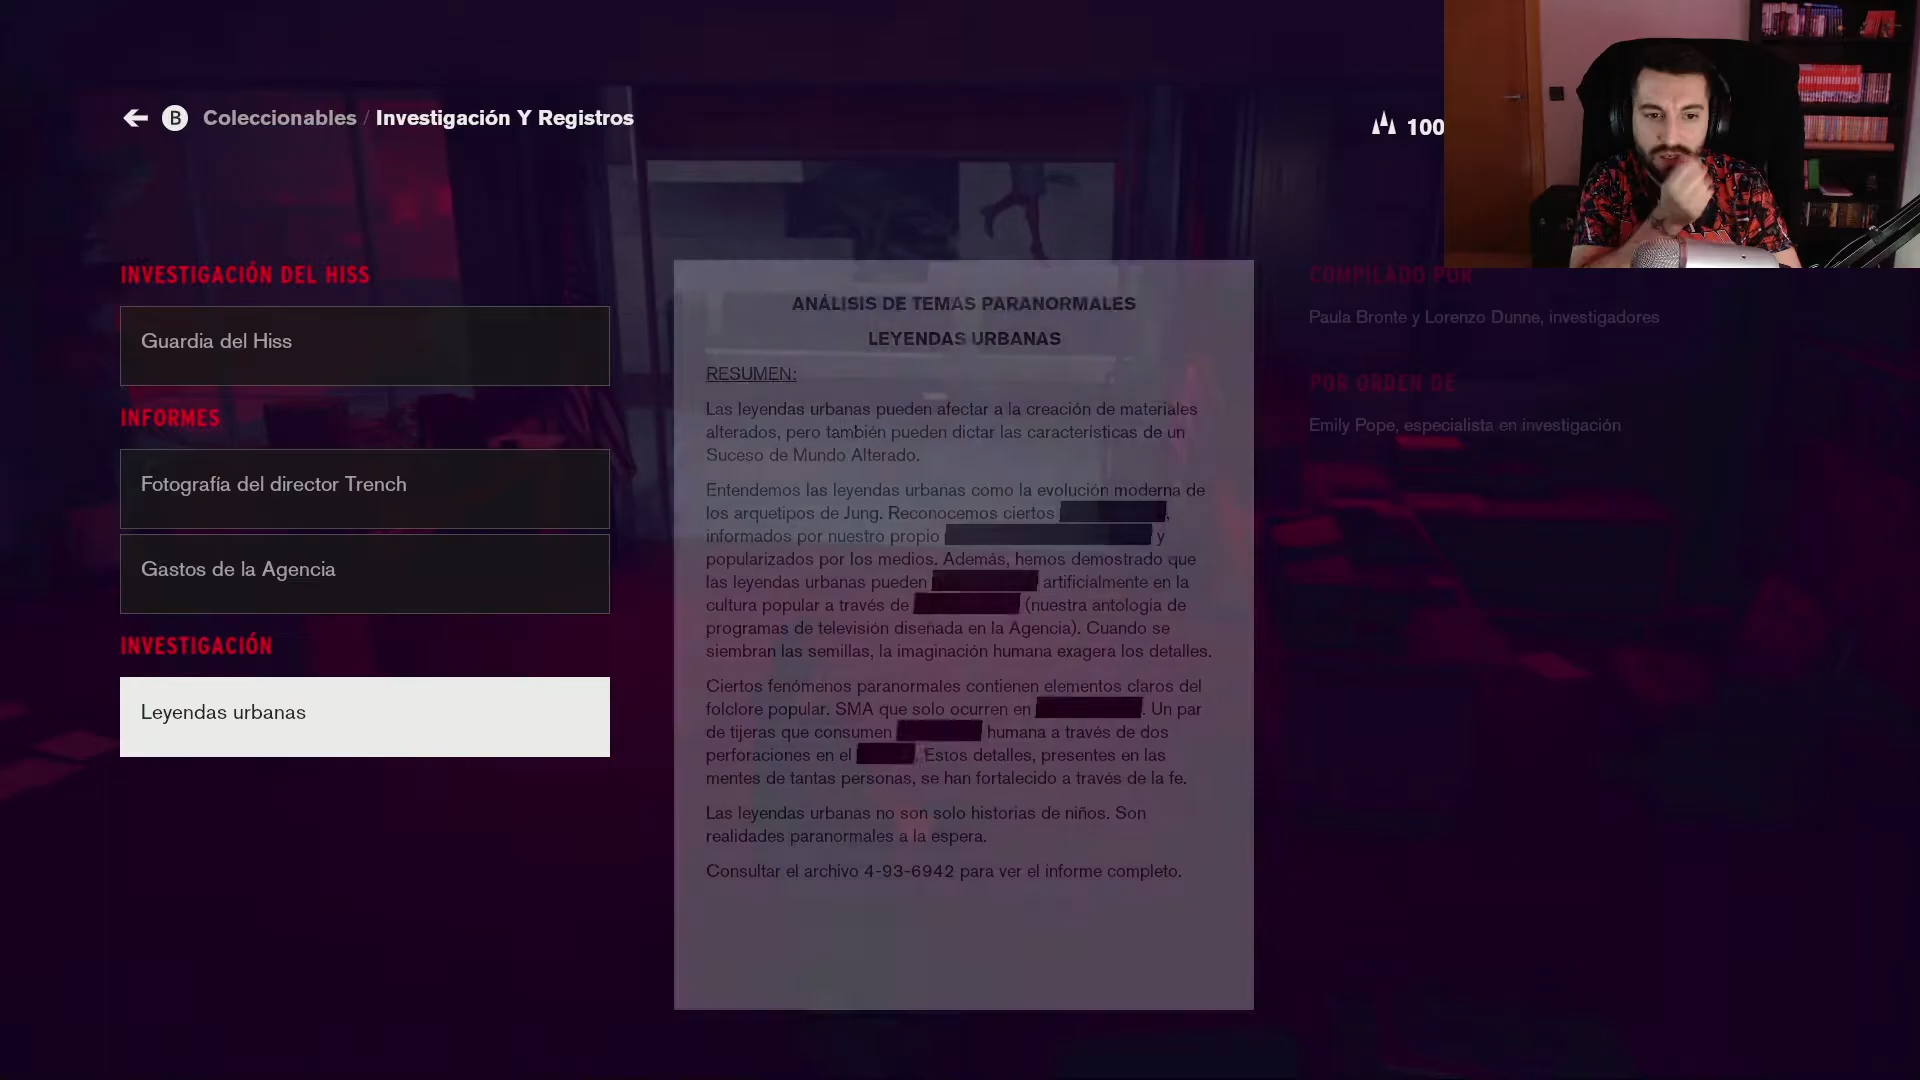 B Coleccionables / Investigación Y Registros
100
INVESTIGACIÓN DEL HISS
Guardia del Hiss
INFORMES
Fotografía del director Trench
Gastos de la Agencia
INVESTIGACIÓN
Leyendas urbanas
ANÁLISIS DE TEMAS PARANORMALES
LEYENDAS URBANAS
RESUMEN:
Las leyendas urbanas pueden afectar a la creación de materiales
alterados, pero también pueden dictar las características de un
Suceso de Mundo Alterado.
Entendemos las leyendas urbanas como la evolución moderna de
los arquetipos de Jung. Reconocemos ciertos ,
informados por nuestro propio y
popularizados por los medios. Además, hemos demostrado que
las leyendas urbanas pueden artificialmente en la
cultura popular a través de (nuestra antología de
programas de televisión diseñada en la Agencia). Cuando se
siembran las semillas, la imaginación humana exagera los detalles.
Ciertos fenómenos paranormales contienen elementos claros del
folclore popular. SMA que solo ocurren en . Un par
de tijeras que consumen humana a través de dos
perforaciones en el . Estos detalles, presentes en las
mentes de tantas personas, se han fortalecido a través de la fe.
Las leyendas urbanas no son solo historias de niños. Son
realidades paranormales a la espera.
Consultar el archivo 4-93-6942 para ver el informe completo.
COMPILADO POR
Paula Bronte y Lorenzo Dunne, investigadores
POR ORDEN DE
Emily Pope, especialista en investigación